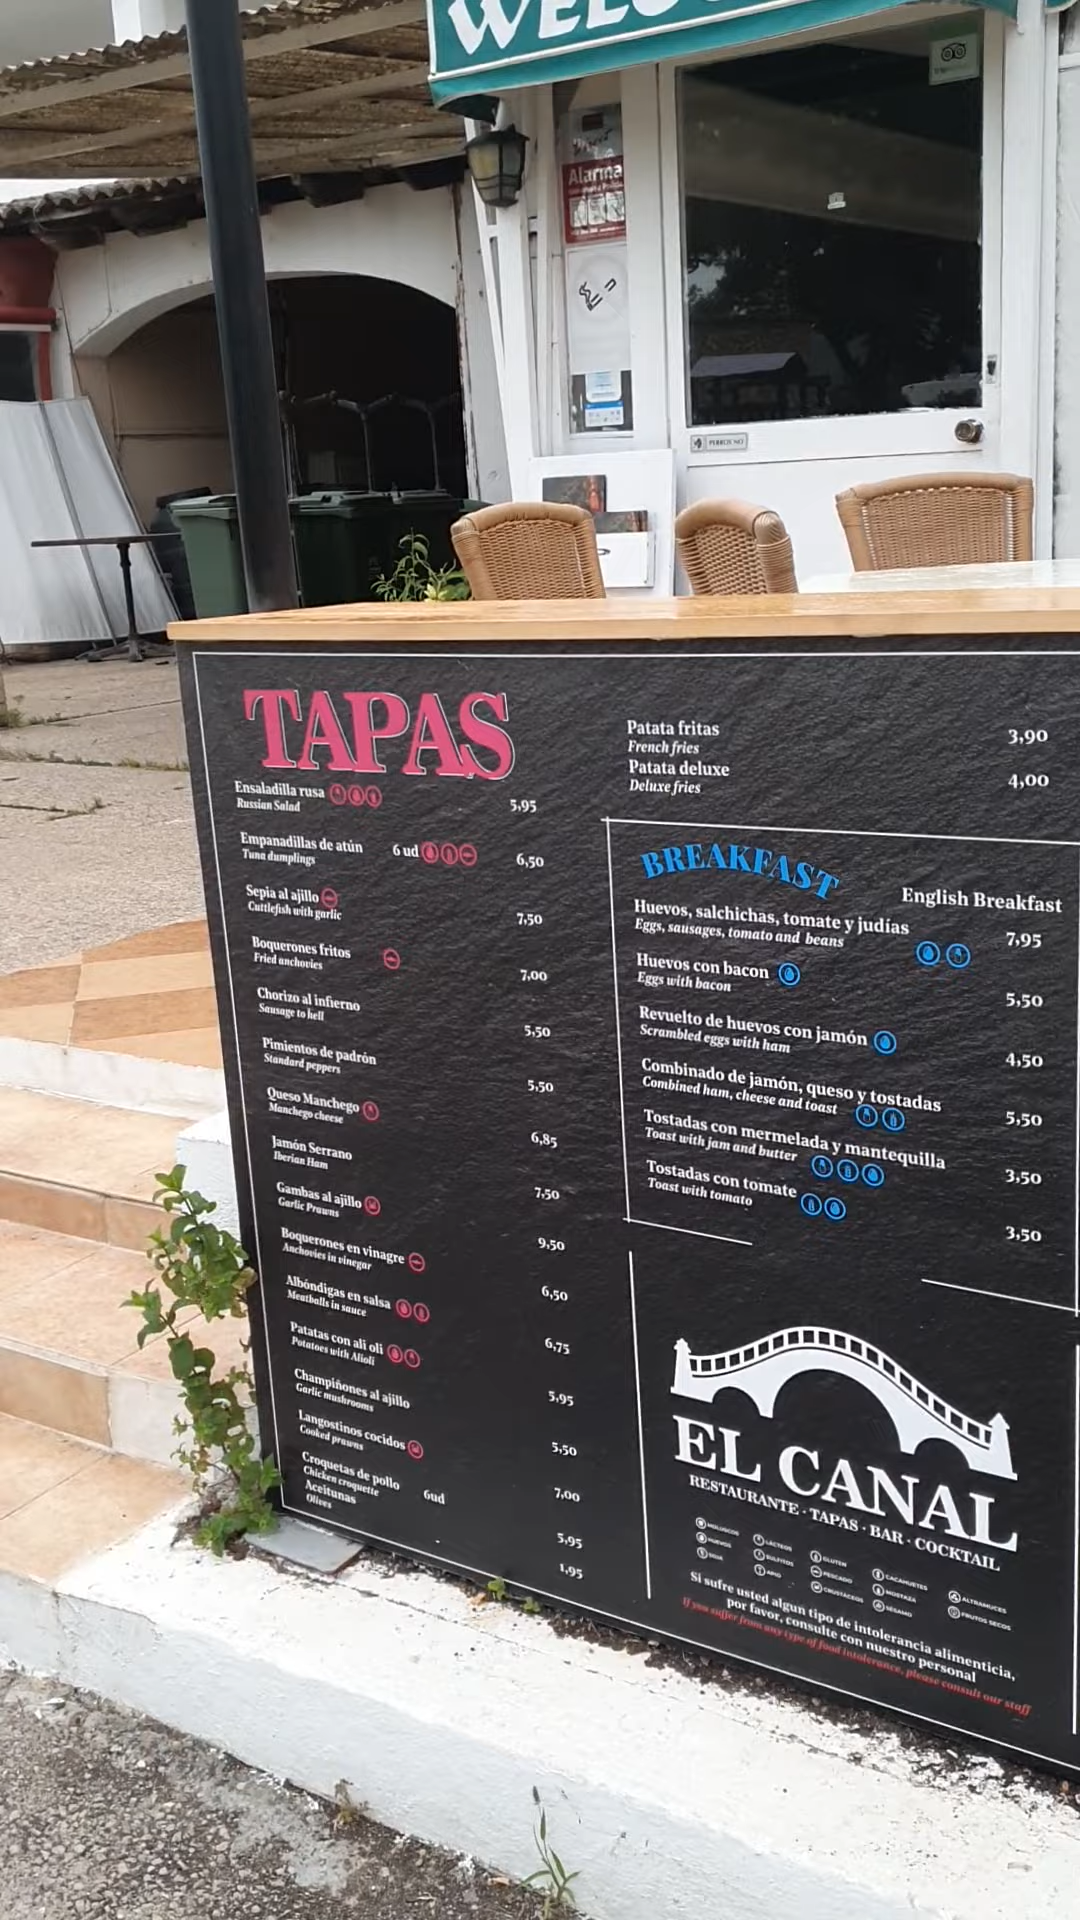 WELCO
Alarma
PERROS NO
TAPAS
Ensaladilla rusa 5,95
Russian Salad
Empanadillas de atún 6 ud 6,50
Tuna dumplings
Sepia al ajillo 7,50
Cuttlefish with garlic
Boquerones fritos 7,00
Fried anchovies
Chorizo al infierno 5,50
Sausage to hell
Pimientos de padrón 5,50
Standard peppers
Queso Manchego 6,85
Manchego cheese
Jamón Serrano 7,50
Iberian Ham
Gambas al ajillo 9,50
Garlic Prawns
Boquerones en vinagre 6,50
Anchovies in vinegar
Albóndigas en salsa 6,75
Meatballs in sauce
Patatas con ali oli 5,95
Potatoes with Alioli
Champiñones al ajillo 5,50
Garlic mushrooms
Langostinos cocidos 7,00
Cooked prawns
Croquetas de pollo 6ud 5,95
Chicken croquette
Aceitunas 1,95
Olives
Patata fritas 3,90
French fries
Patata deluxe 4,00
Deluxe fries
BREAKFAST
English Breakfast
Huevos, salchichas, tomate y judías 7,95
Eggs, sausages, tomato and beans
Huevos con bacon 5,50
Eggs with bacon
Revuelto de huevos con jamón 4,50
Scrambled eggs with ham
Combinado de jamón, queso y tostadas 5,50
Combined ham, cheese and toast
Tostadas con mermelada y mantequilla 3,50
Toast with jam and butter
Tostadas con tomate 3,50
Toast with tomato
EL CANAL
RESTAURANTE · TAPAS · BAR · COCKTAIL
MOLUSCOS LÁCTEOS GLUTEN CACAHUETES ALTRAMUCES
HUEVOS SULFITOS PESCADO MOSTAZA FRUTOS SECOS
SOJA APIO CRUSTÁCEOS SÉSAMO
Si sufre usted algun tipo de intolerancia alimenticia,
por favor, consulte con nuestro personal
If you suffer from any type of food intolerance, please consult our staff